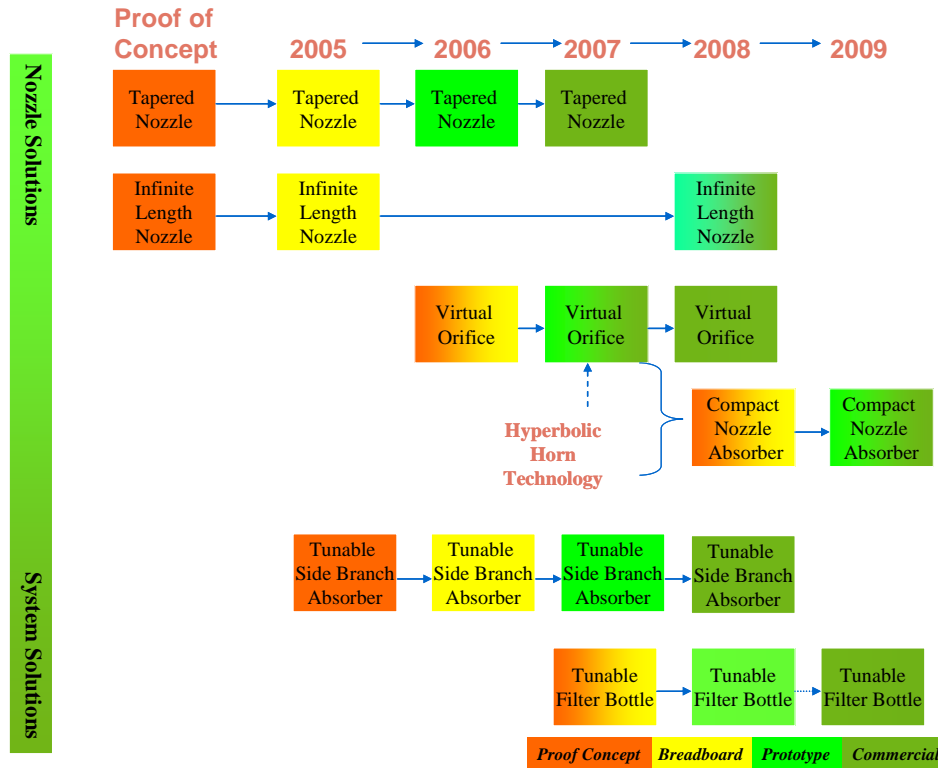 Proof of
Concept
2005
2006
2007
2008
2009
Nozzle Solutions
Tapered
Nozzle
Tapered
Nozzle
Tapered
Nozzle
Tapered
Nozzle
Infinite
Length
Nozzle
Infinite
Length
Nozzle
Infinite
Length
Nozzle
Virtual
Orifice
Virtual
Orifice
Virtual
Orifice
Hyperbolic
Horn
Technology
Compact
Nozzle
Absorber
Compact
Nozzle
Absorber
System Solutions
Tunable
Side Branch
Absorber
Tunable
Side Branch
Absorber
Tunable
Side Branch
Absorber
Tunable
Side Branch
Absorber
Tunable
Filter Bottle
Tunable
Filter Bottle
Tunable
Filter Bottle
Proof Concept
Breadboard
Prototype
Commercial